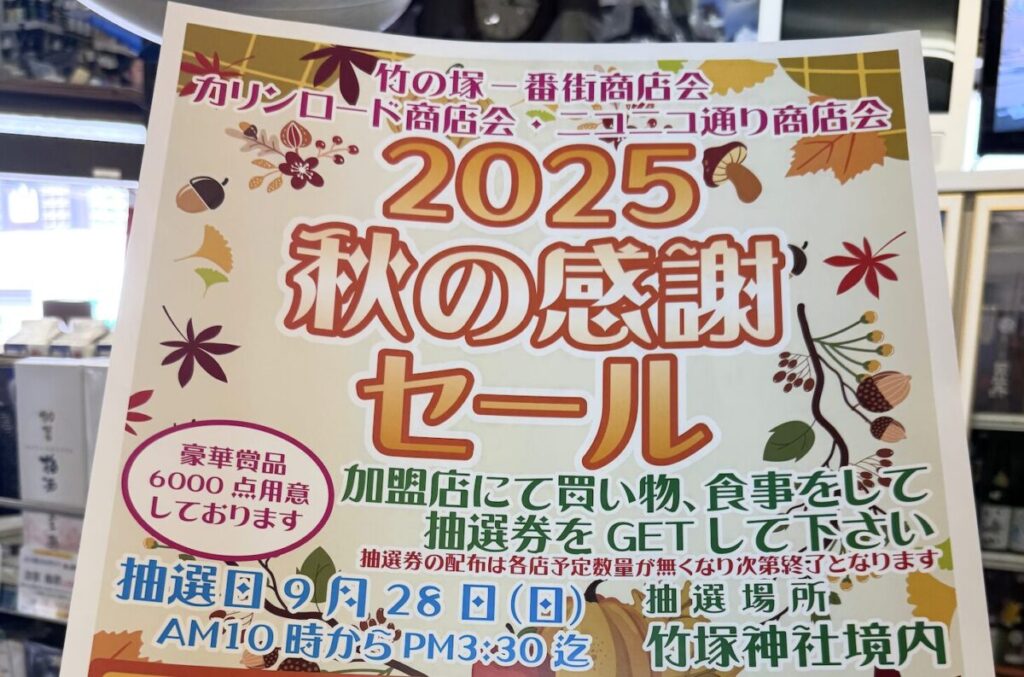 竹の塚一番街商店会
カリンロード商店会・ニコニコ通り商店会
2025
秋の感謝
セール
豪華賞品
6000点用意
しております
加盟店にて買い物、食事をして
抽選券をGETして下さい
抽選券の配布は各店予定数量が無くなり次第終了となります
抽選日9月28日(日)
AM10時からPM3:30迄
抽選場所
竹塚神社境内